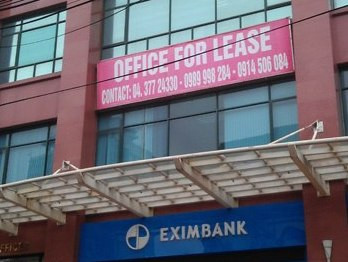 OFFICE FOR LEASE
CONTACT: 04. 377 24330 - 0989 998 284 - 0914 506 084
EXIMBANK